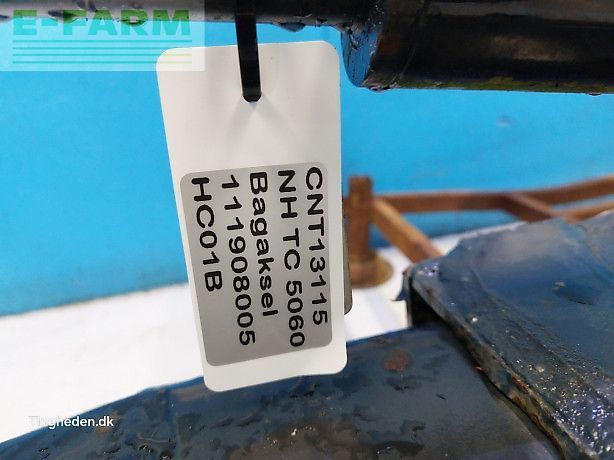 E-FARM
CNT13115
NH TC 5060
Bagaksel
111908005
HC01B
Tingheden.dk